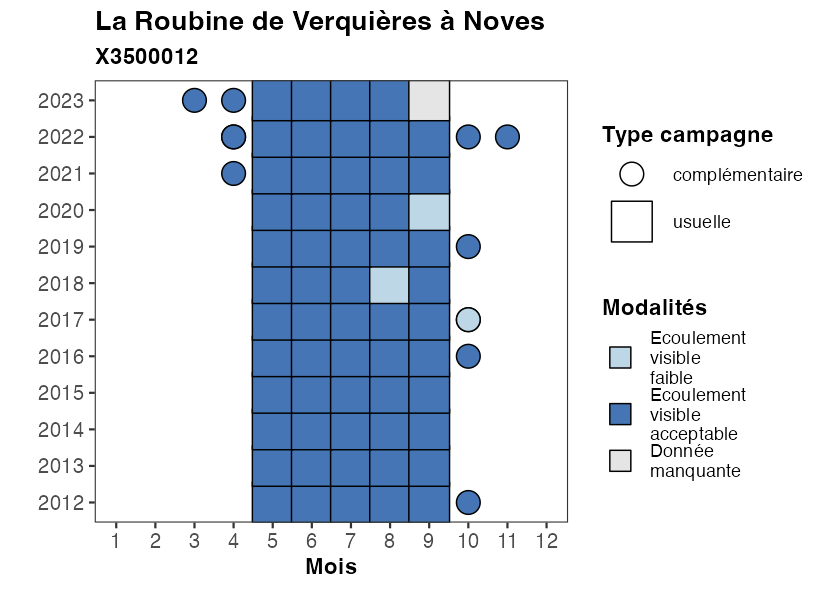 La Roubine de Verquières à Noves
X3500012
2023
2022
2021
2020
2019
2018
2017
2016
2015
2014
2013
2012
1 2 3 4 5 6 7 8 9 10 11 12
Mois
Type campagne
complémentaire
usuelle
Modalités
Ecoulement
visible
faible
Ecoulement
visible
acceptable
Donnée
manquante